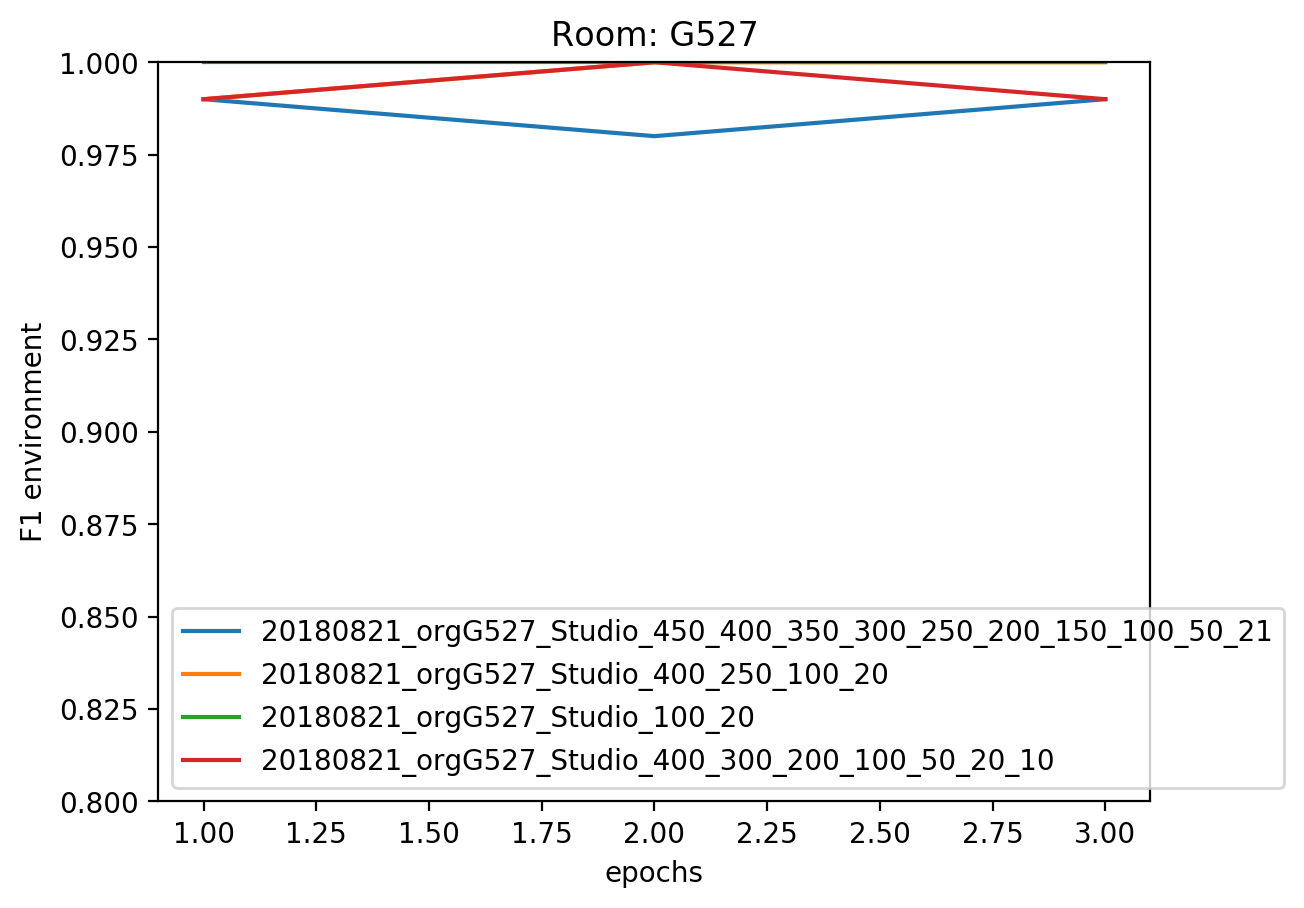 Room: G527
1.000
0.975
0.950
0.925
0.900
0.875
0.850
0.825
0.800
F1 environment
20180821_orgG527_Studio_450_400_350_300_250_200_150_100_50_21
20180821_orgG527_Studio_400_250_100_20
20180821_orgG527_Studio_100_20
20180821_orgG527_Studio_400_300_200_100_50_20_10
1.00 1.25 1.50 1.75 2.00 2.25 2.50 2.75 3.00
epochs